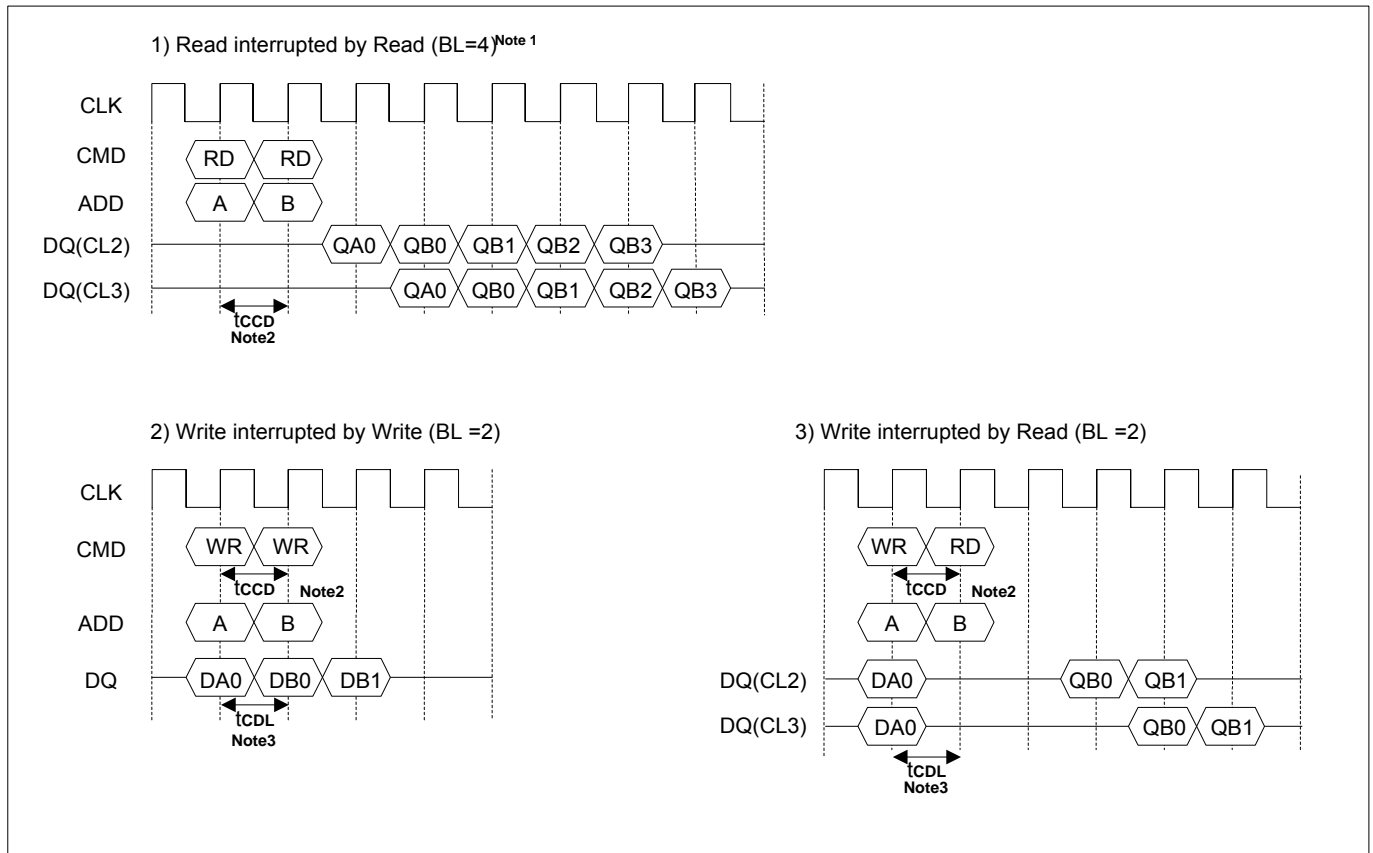 1) Read interrupted by Read (BL=4)Note 1
CLK
CMD RD RD
ADD A B
DQ(CL2) QA0 QB0 QB1 QB2 QB3
DQ(CL3) QA0 QB0 QB1 QB2 QB3
tCCD
Note2
2) Write interrupted by Write (BL =2)
CLK
CMD WR WR
tCCD Note2
ADD A B
DQ DA0 DB0 DB1
tCDL
Note3
3) Write interrupted by Read (BL =2)
WR RD
tCCD Note2
A B
DQ(CL2) DA0 QB0 QB1
DQ(CL3) DA0 QB0 QB1
tCDL
Note3